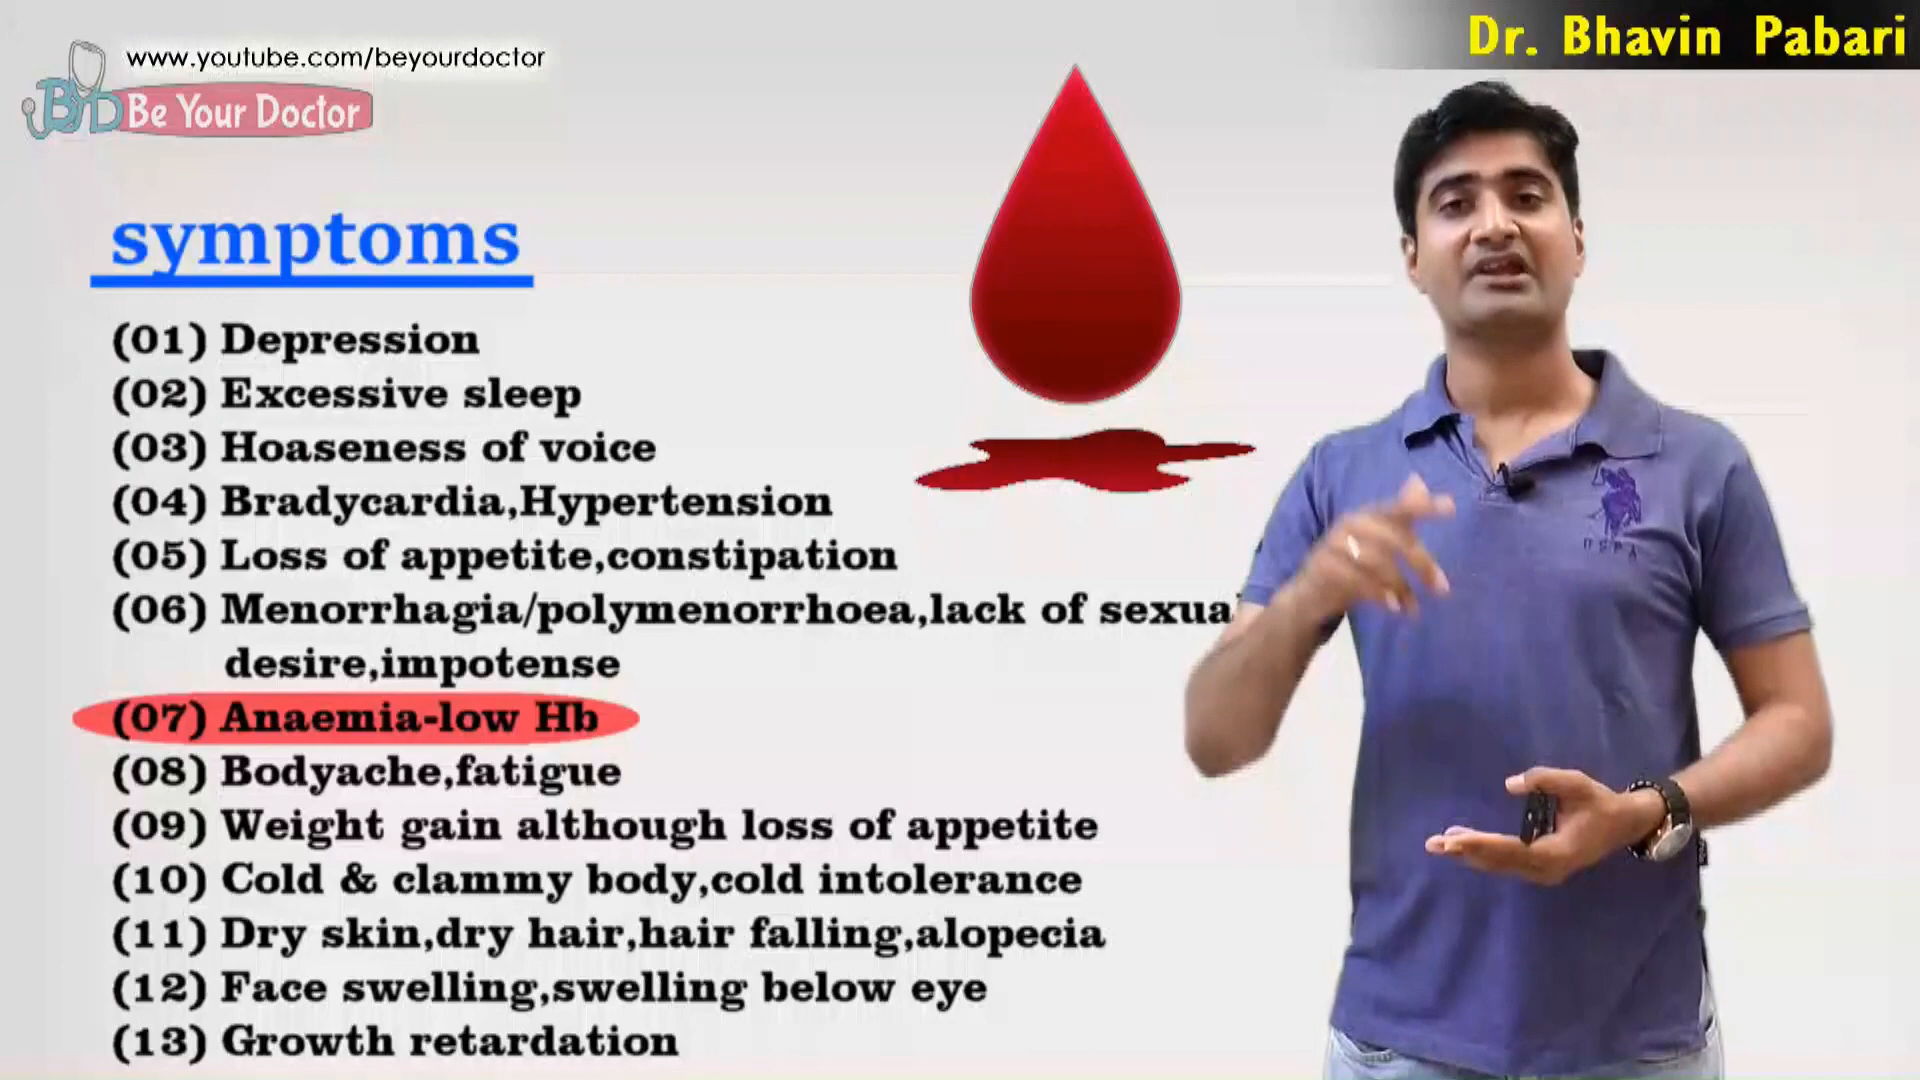 www.youtube.com/beyourdoctor
Dr. Bhavin Pabari
BYD Be Your Doctor
symptoms
(01) Depression
(02) Excessive sleep
(03) Hoaseness of voice
(04) Bradycardia,Hypertension
(05) Loss of appetite,constipation
(06) Menorrhagia/polymenorrhoea,lack of sexual
desire,impotense
(07) Anaemia-low Hb
(08) Bodyache,fatigue
(09) Weight gain although loss of appetite
(10) Cold & clammy body,cold intolerance
(11) Dry skin,dry hair,hair falling,alopecia
(12) Face swelling,swelling below eye
(13) Growth retardation
USPA